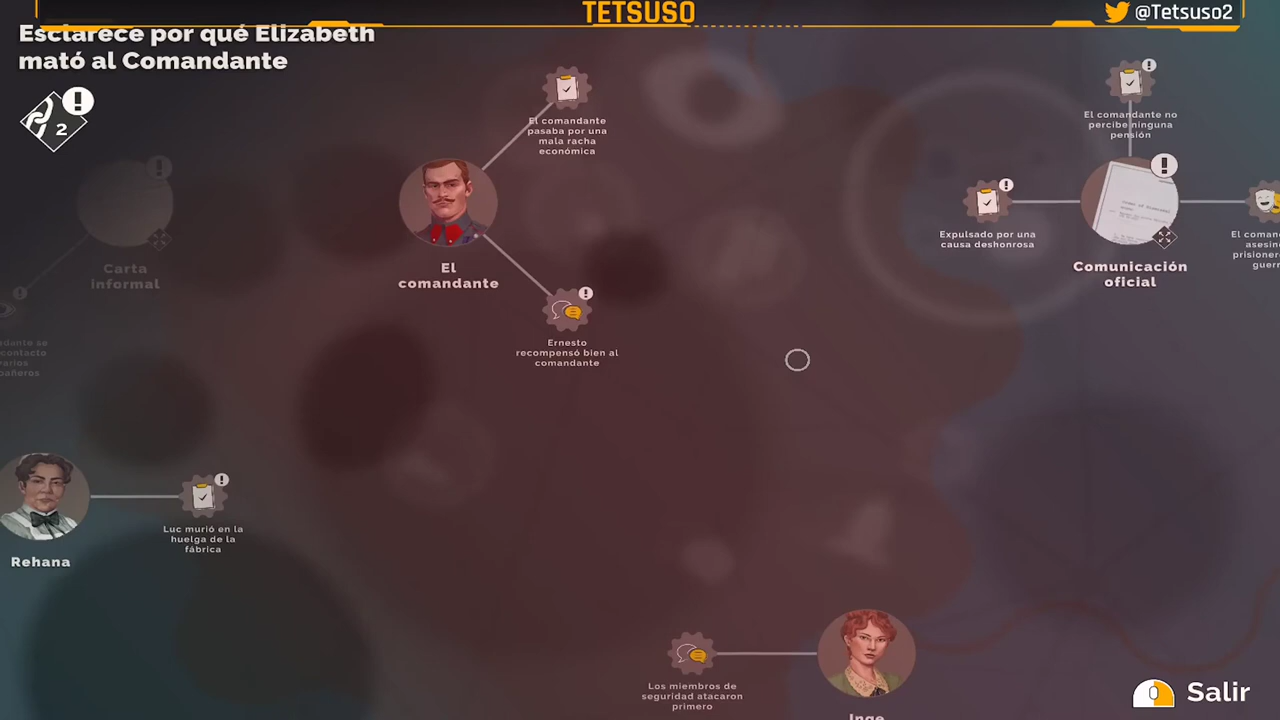 TETSUSO
@Tetsuso2
Esclarece por qué Elizabeth
mató al Comandante
2
El comandante
pasaba por una
mala racha
económica
El comandante no
percibe ninguna
pensión
Expulsado por una
causa deshonrosa
Comunicación
oficial
Carta
informal
El
comandante
Ernesto
recompensó bien al
comandante
Luc murió en la
huelga de la
fábrica
Rehana
Los miembros de
seguridad atacaron
primero
Inge
Salir